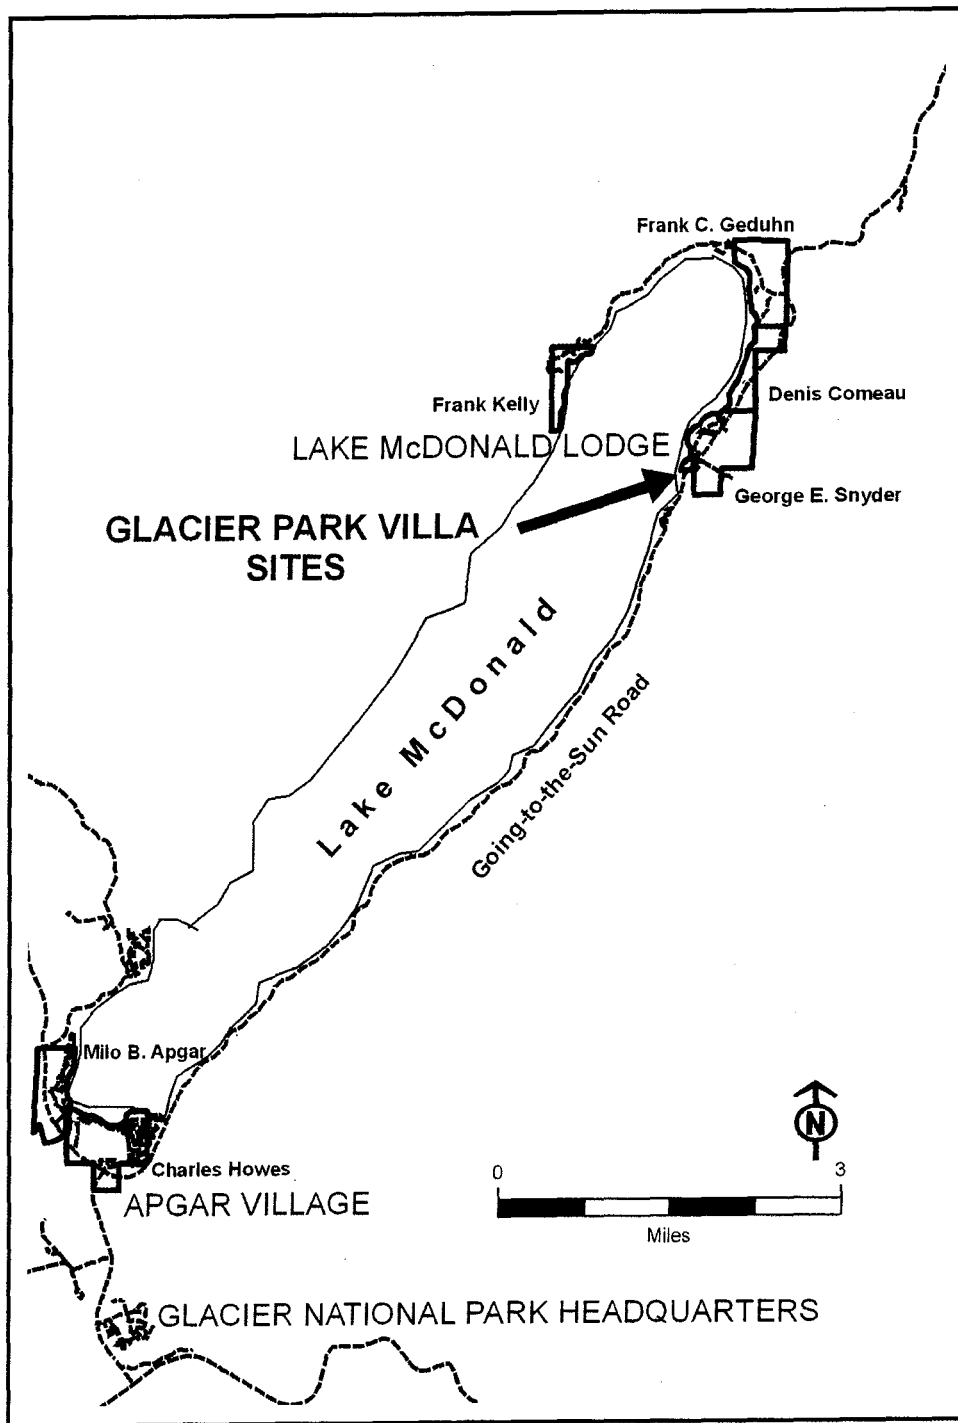 Frank C. Geduhn
Frank Kelly
Denis Comeau
LAKE McDONALD LODGE
George E. Snyder
GLACIER PARK VILLA
SITES
Lake McDonald
Going-to-the-Sun Road
Milo B. Apgar
N
Charles Howes
0 3
APGAR VILLAGE
Miles
GLACIER NATIONAL PARK HEADQUARTERS